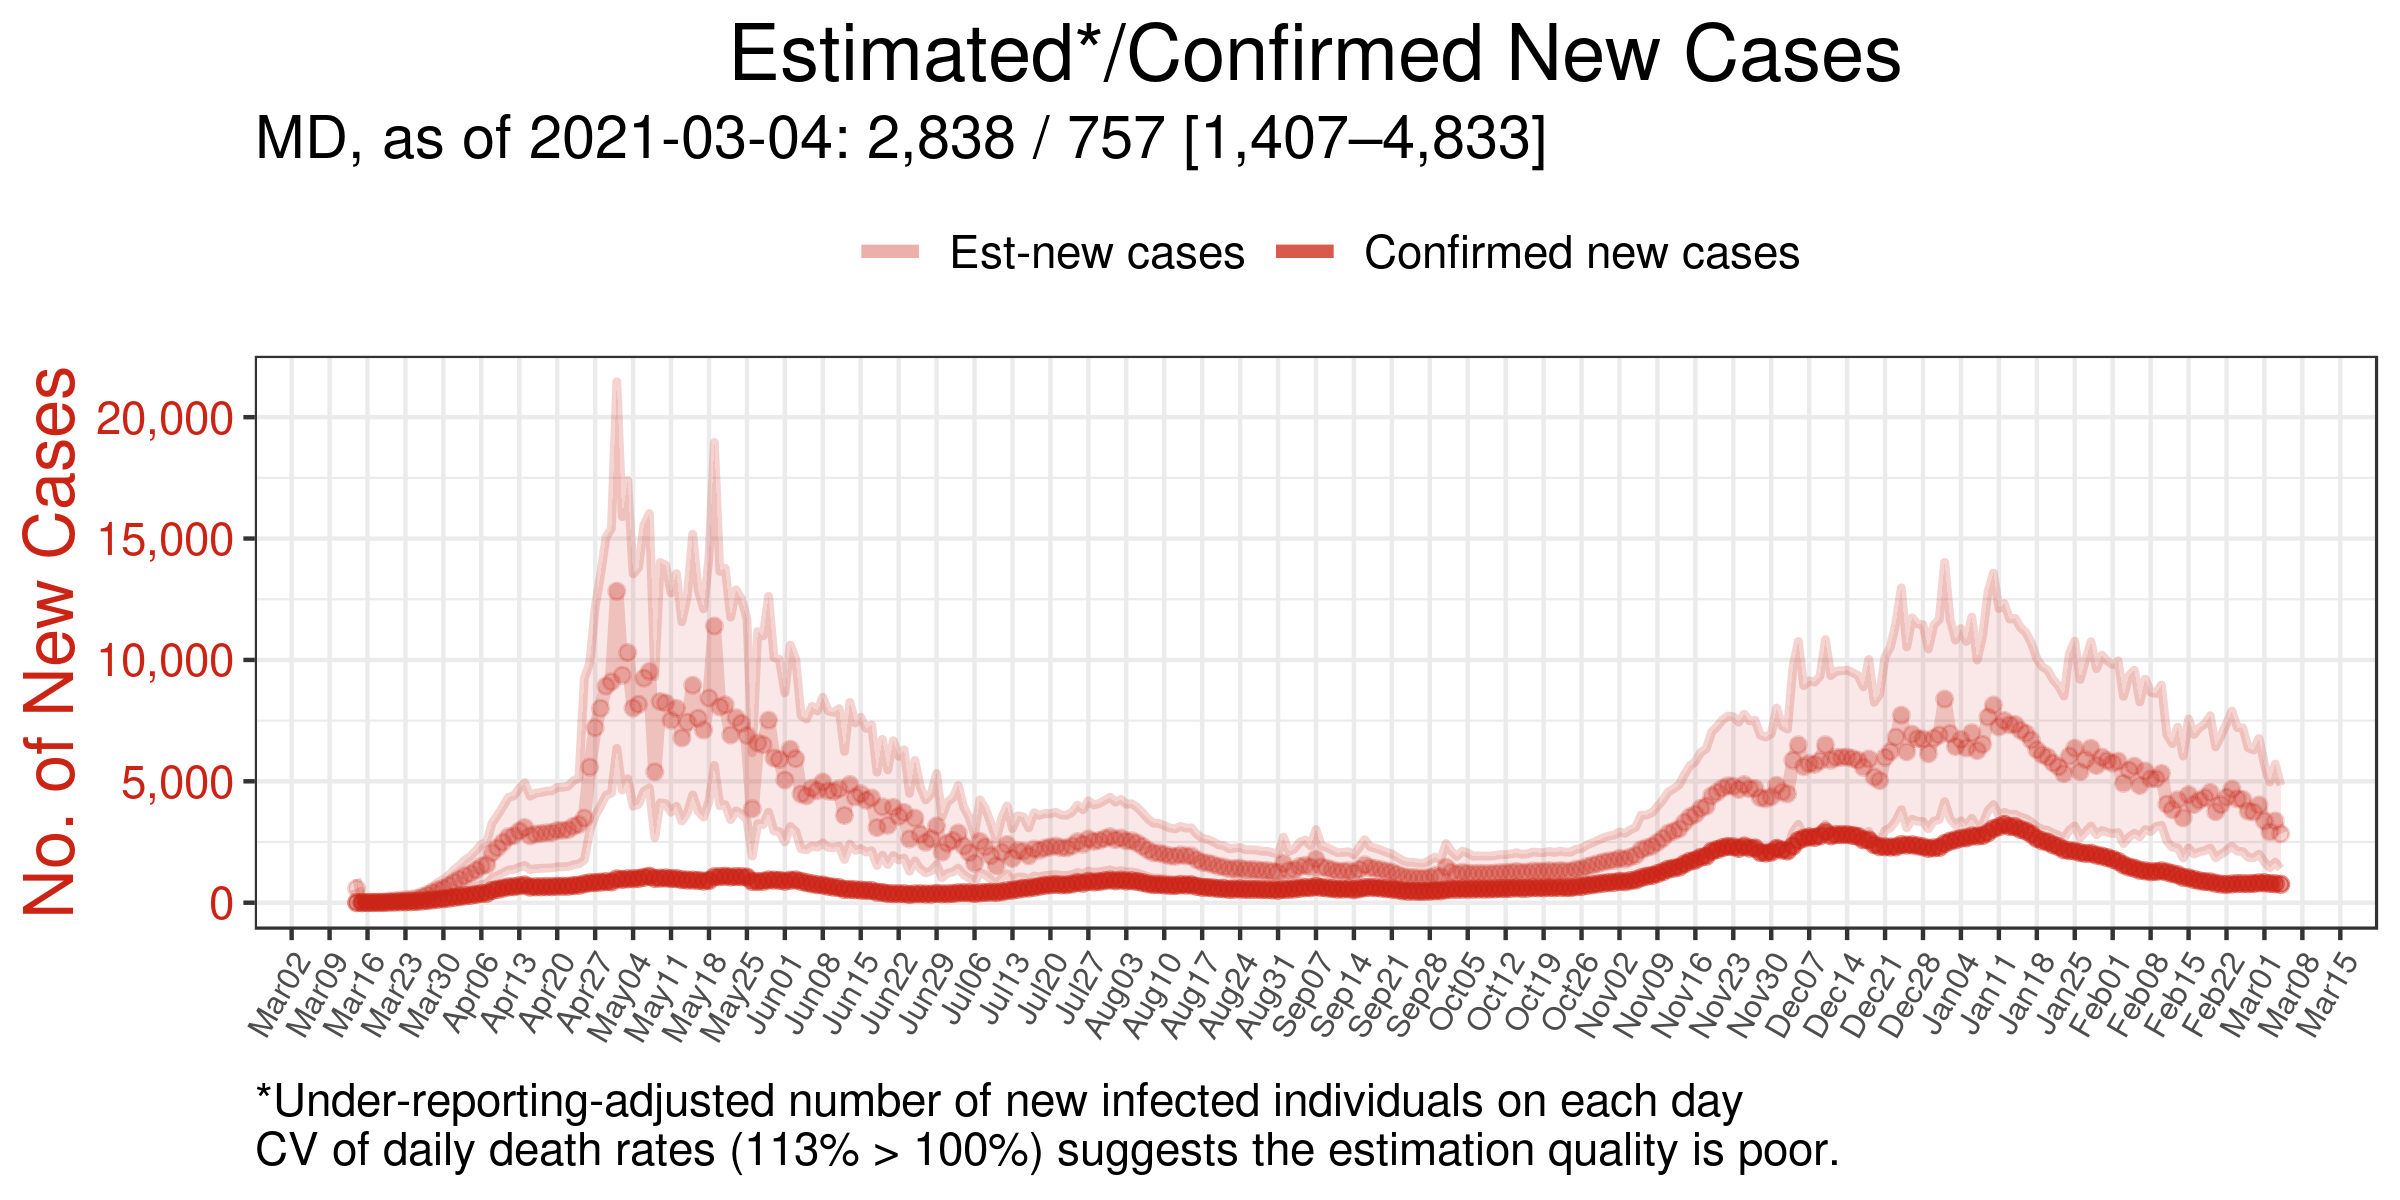 Estimated*/Confirmed New Cases
MD, as of 2021-03-04: 2,838 / 757 [1,407–4,833]
Est-new cases Confirmed new cases
No. of New Cases
20,000
15,000
10,000
5,000
0
Mar02 Mar09 Mar16 Mar23 Mar30 Apr06 Apr13 Apr20 Apr27 May04 May11 May18 May25 Jun01 Jun08 Jun15 Jun22 Jun29 Jul06 Jul13 Jul20 Jul27 Aug03 Aug10 Aug17 Aug24 Aug31 Sep07 Sep14 Sep21 Sep28 Oct05 Oct12 Oct19 Oct26 Nov02 Nov09 Nov16 Nov23 Nov30 Dec07 Dec14 Dec21 Dec28 Jan04 Jan11 Jan18 Jan25 Feb01 Feb08 Feb15 Feb22 Mar01 Mar08 Mar15
*Under-reporting-adjusted number of new infected individuals on each day
CV of daily death rates (113% > 100%) suggests the estimation quality is poor.